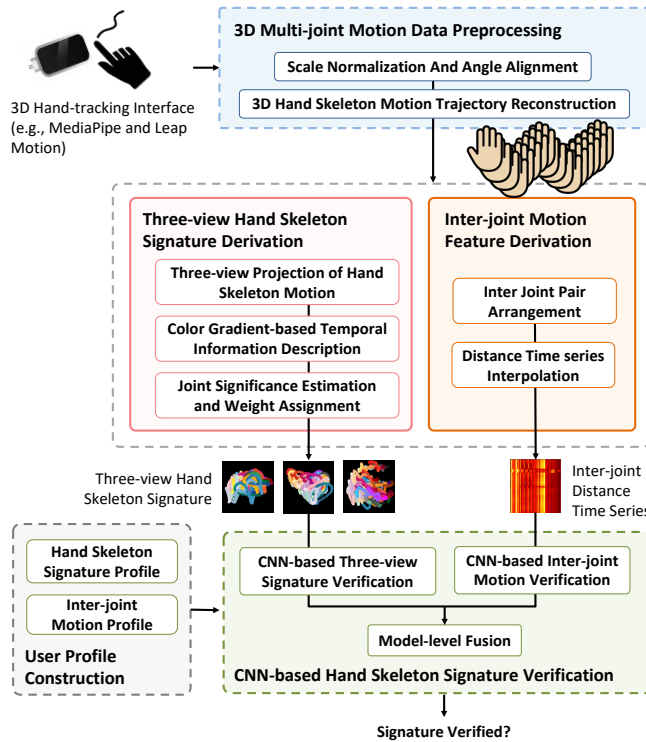 3D Multi-joint Motion Data Preprocessing
Scale Normalization And Angle Alignment
3D Hand Skeleton Motion Trajectory Reconstruction
3D Hand-tracking Interface
(e.g., MediaPipe and Leap
Motion)
Three-view Hand Skeleton
Signature Derivation
Three-view Projection of Hand
Skeleton Motion
Color Gradient-based Temporal
Information Description
Joint Significance Estimation
and Weight Assignment
Inter-joint Motion
Feature Derivation
Inter Joint Pair
Arrangement
Distance Time series
Interpolation
Three-view Hand
Skeleton Signature
Inter-joint
Distance
Time Series
Hand Skeleton
Signature Profile
Inter-joint
Motion Profile
User Profile
Construction
CNN-based Three-view
Signature Verification
CNN-based Inter-joint
Motion Verification
Model-level Fusion
CNN-based Hand Skeleton Signature Verification
Signature Verified?